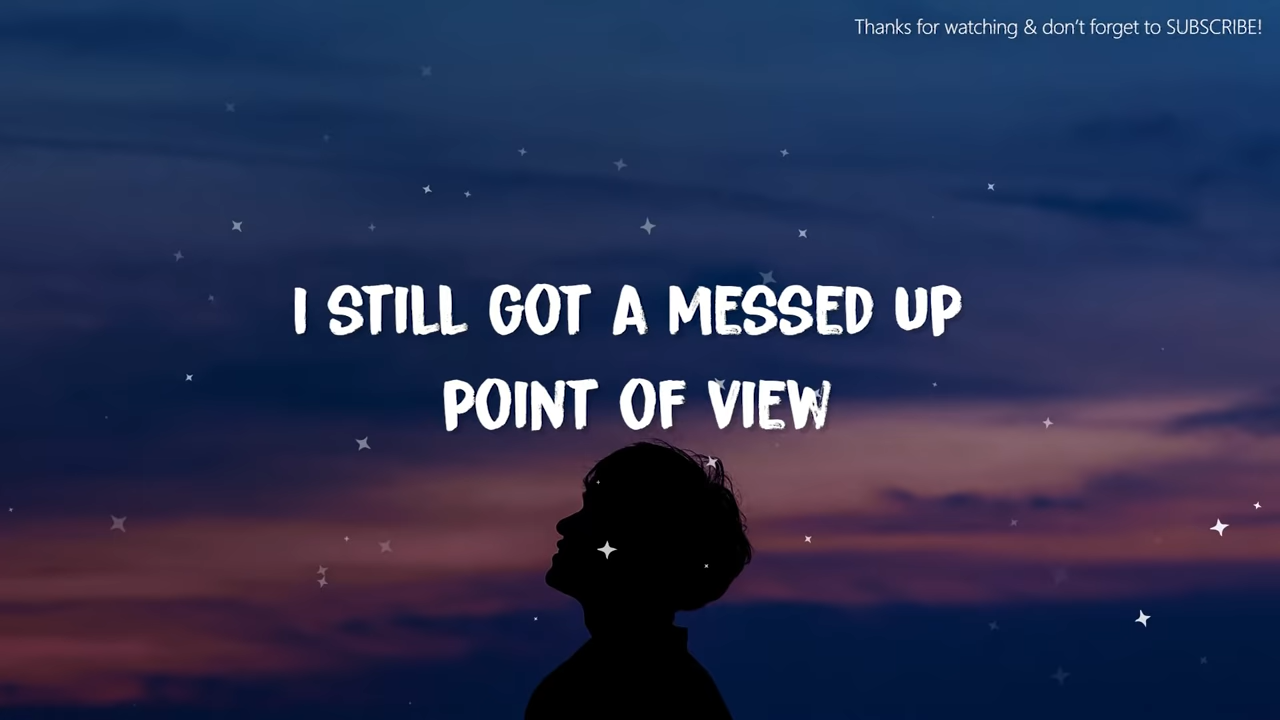 Thanks for watching & don’t forget to SUBSCRIBE!
I STILL GOT A MESSED UP
POINT OF VIEW